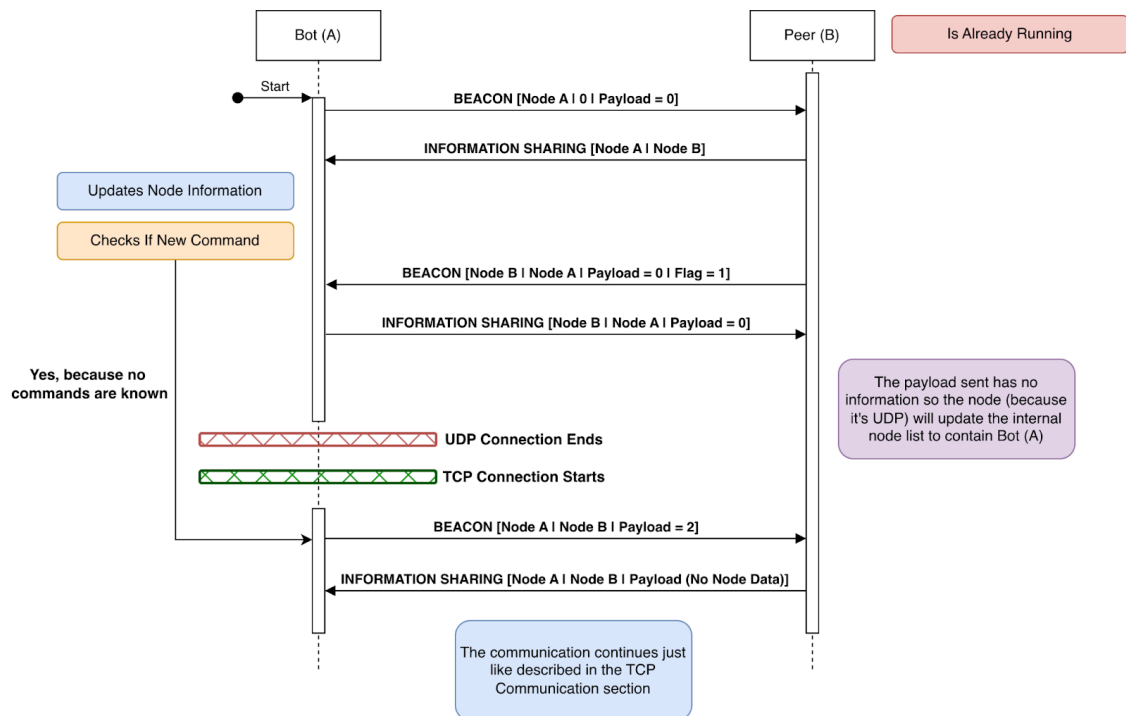 Bot (A)
Peer (B)
Is Already Running
Start
BEACON [Node A | 0 | Payload = 0]
INFORMATION SHARING [Node A | Node B]
Updates Node Information
Checks If New Command
BEACON [Node B | Node A | Payload = 0 | Flag = 1]
INFORMATION SHARING [Node B | Node A | Payload = 0]
Yes, because no
commands are known
The payload sent has no
information so the node (because
it's UDP) will update the internal
node list to contain Bot (A)
UDP Connection Ends
TCP Connection Starts
BEACON [Node A | Node B | Payload = 2]
INFORMATION SHARING [Node A | Node B | Payload (No Node Data)]
The communication continues just
like described in the TCP
Communication section